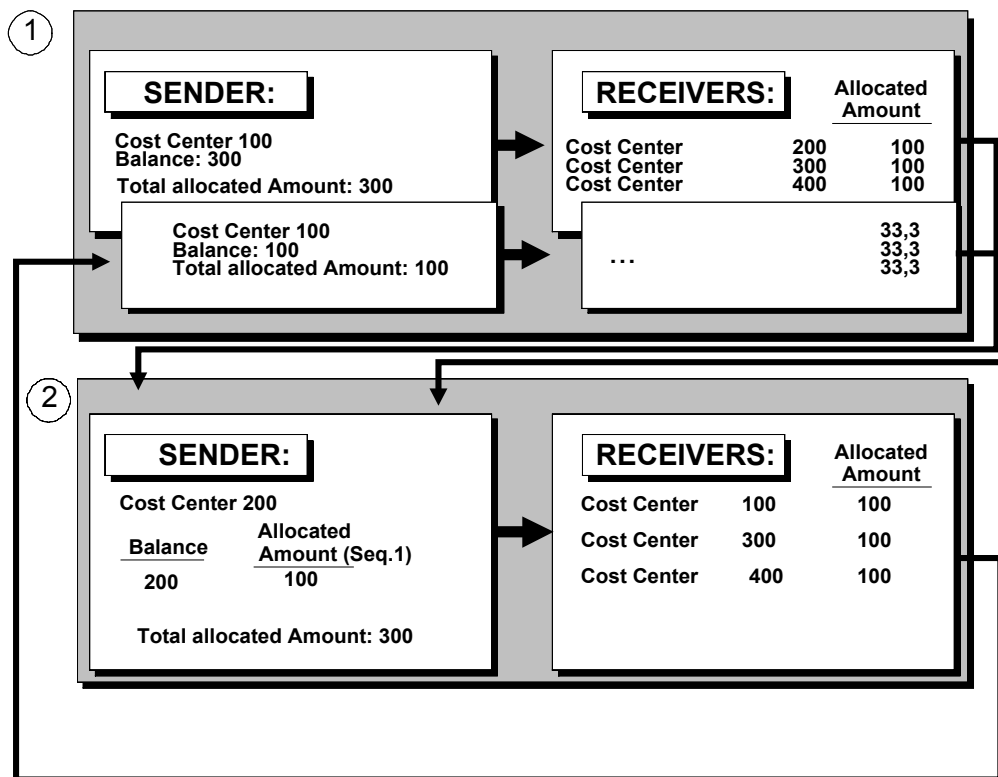 1
SENDER:
Cost Center 100
Balance: 300
Total allocated Amount: 300
RECEIVERS:
Allocated
Amount
Cost Center 200 100
Cost Center 300 100
Cost Center 400 100
Cost Center 100
Balance: 100
Total allocated Amount: 100
...
33,3
33,3
33,3
2
SENDER:
Cost Center 200
Balance
200
Allocated
Amount (Seq.1)
100
Total allocated Amount: 300
RECEIVERS:
Allocated
Amount
Cost Center 100 100
Cost Center 300 100
Cost Center 400 100